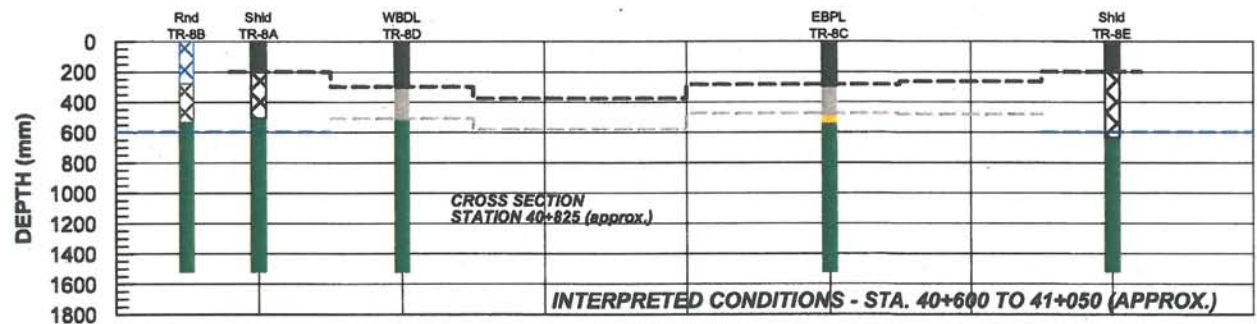 Rnd
TR-8B
Shld
TR-8A
WBDL
TR-8D
EBPL
TR-8C
Shld
TR-8E
DEPTH (mm)
0
200
400
600
800
1000
1200
1400
1600
1800
CROSS SECTION
STATION 40+825 (approx.)
INTERPRETED CONDITIONS - STA. 40+600 TO 41+050 (APPROX.)